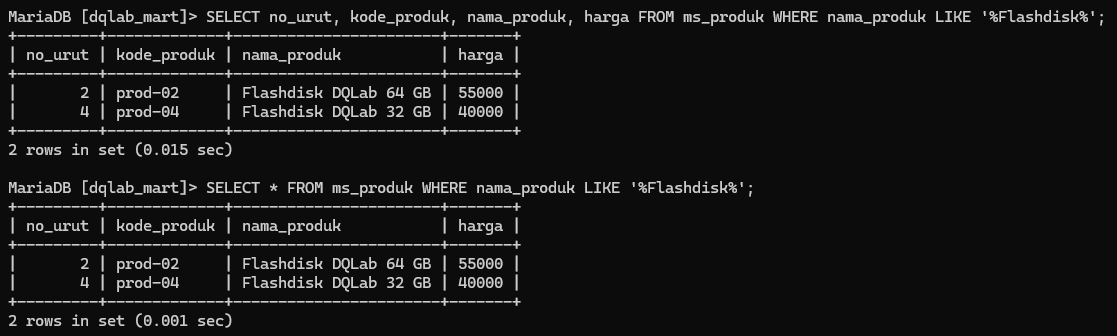 MariaDB [dqlab_mart]> SELECT no_urut, kode_produk, nama_produk, harga FROM ms_produk WHERE nama_produk LIKE '%Flashdisk%';
+---------+-------------+-----------------------+-------+
| no_urut | kode_produk | nama_produk           | harga |
+---------+-------------+-----------------------+-------+
|       2 | prod-02     | Flashdisk DQLab 64 GB | 55000 |
|       4 | prod-04     | Flashdisk DQLab 32 GB | 40000 |
+---------+-------------+-----------------------+-------+
2 rows in set (0.015 sec)

MariaDB [dqlab_mart]> SELECT * FROM ms_produk WHERE nama_produk LIKE '%Flashdisk%';
+---------+-------------+-----------------------+-------+
| no_urut | kode_produk | nama_produk           | harga |
+---------+-------------+-----------------------+-------+
|       2 | prod-02     | Flashdisk DQLab 64 GB | 55000 |
|       4 | prod-04     | Flashdisk DQLab 32 GB | 40000 |
+---------+-------------+-----------------------+-------+
2 rows in set (0.001 sec)